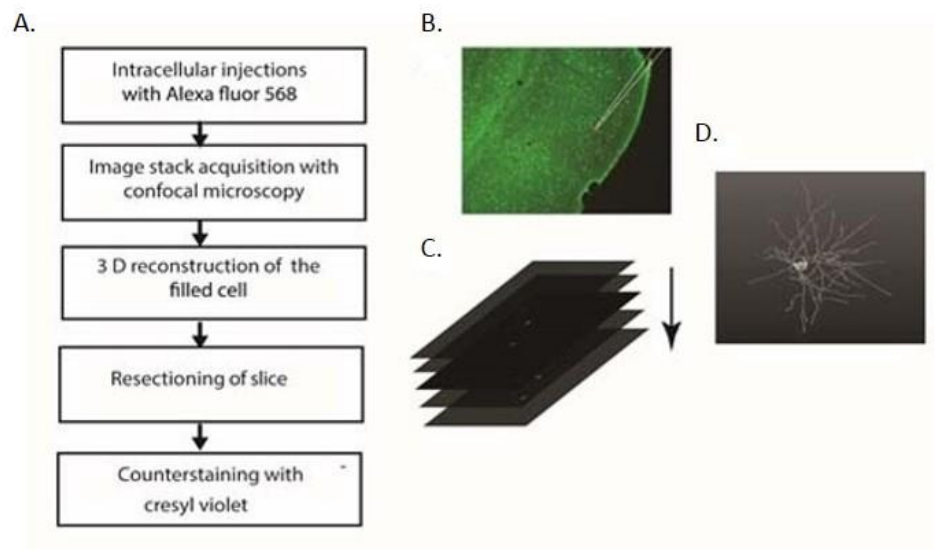 A.
Intracellular injections
with Alexa fluor 568
Image stack acquisition with
confocal microscopy
3 D reconstruction of the
filled cell
Resectioning of slice
Counterstaining with
cresyl violet
B.
C.
D.